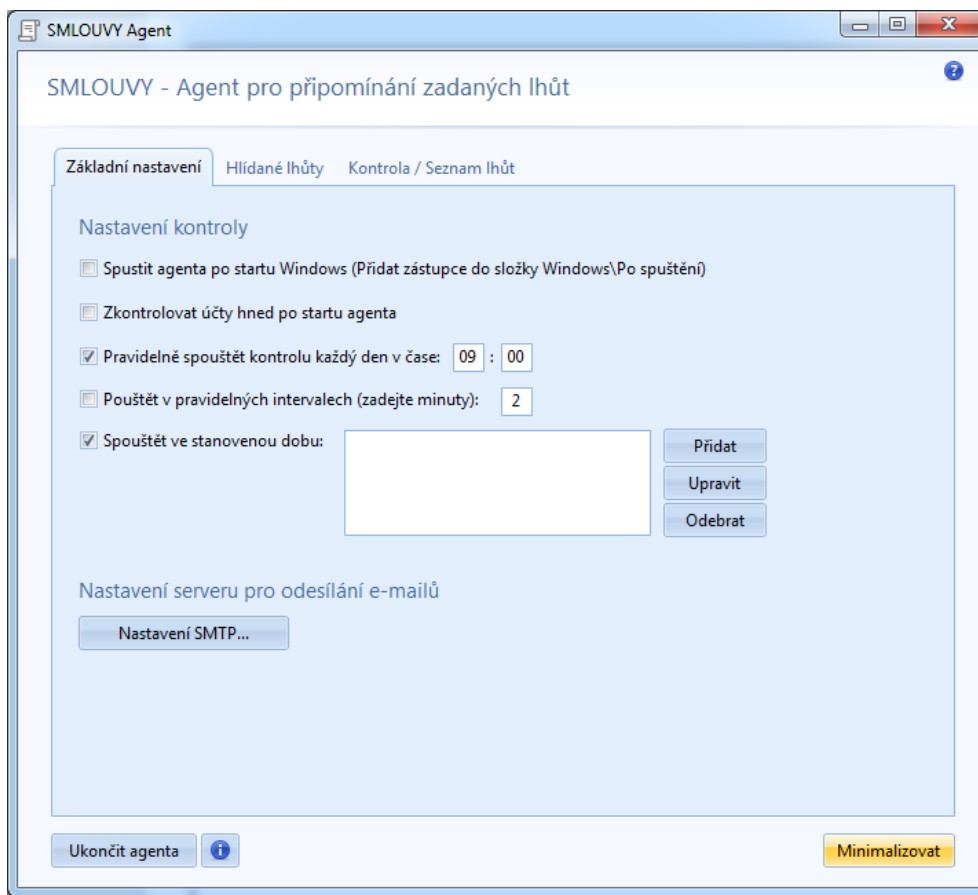 SMLOUVY Agent
SMLOUVY - Agent pro připomínání zadaných lhůt
Základní nastavení Hlídané lhůty Kontrola / Seznam lhůt
Nastavení kontroly
Spustit agenta po startu Windows (Přidat zástupce do složky Windows\Po spuštění)
Zkontrolovat účty hned po startu agenta
Pravidelně spouštět kontrolu každý den v čase: 09 : 00
Pouštět v pravidelných intervalech (zadejte minuty): 2
Spouštět ve stanovenou dobu:
Přidat
Upravit
Odebrat
Nastavení serveru pro odesílání e-mailů
Nastavení SMTP...
Ukončit agenta Minimalizovat